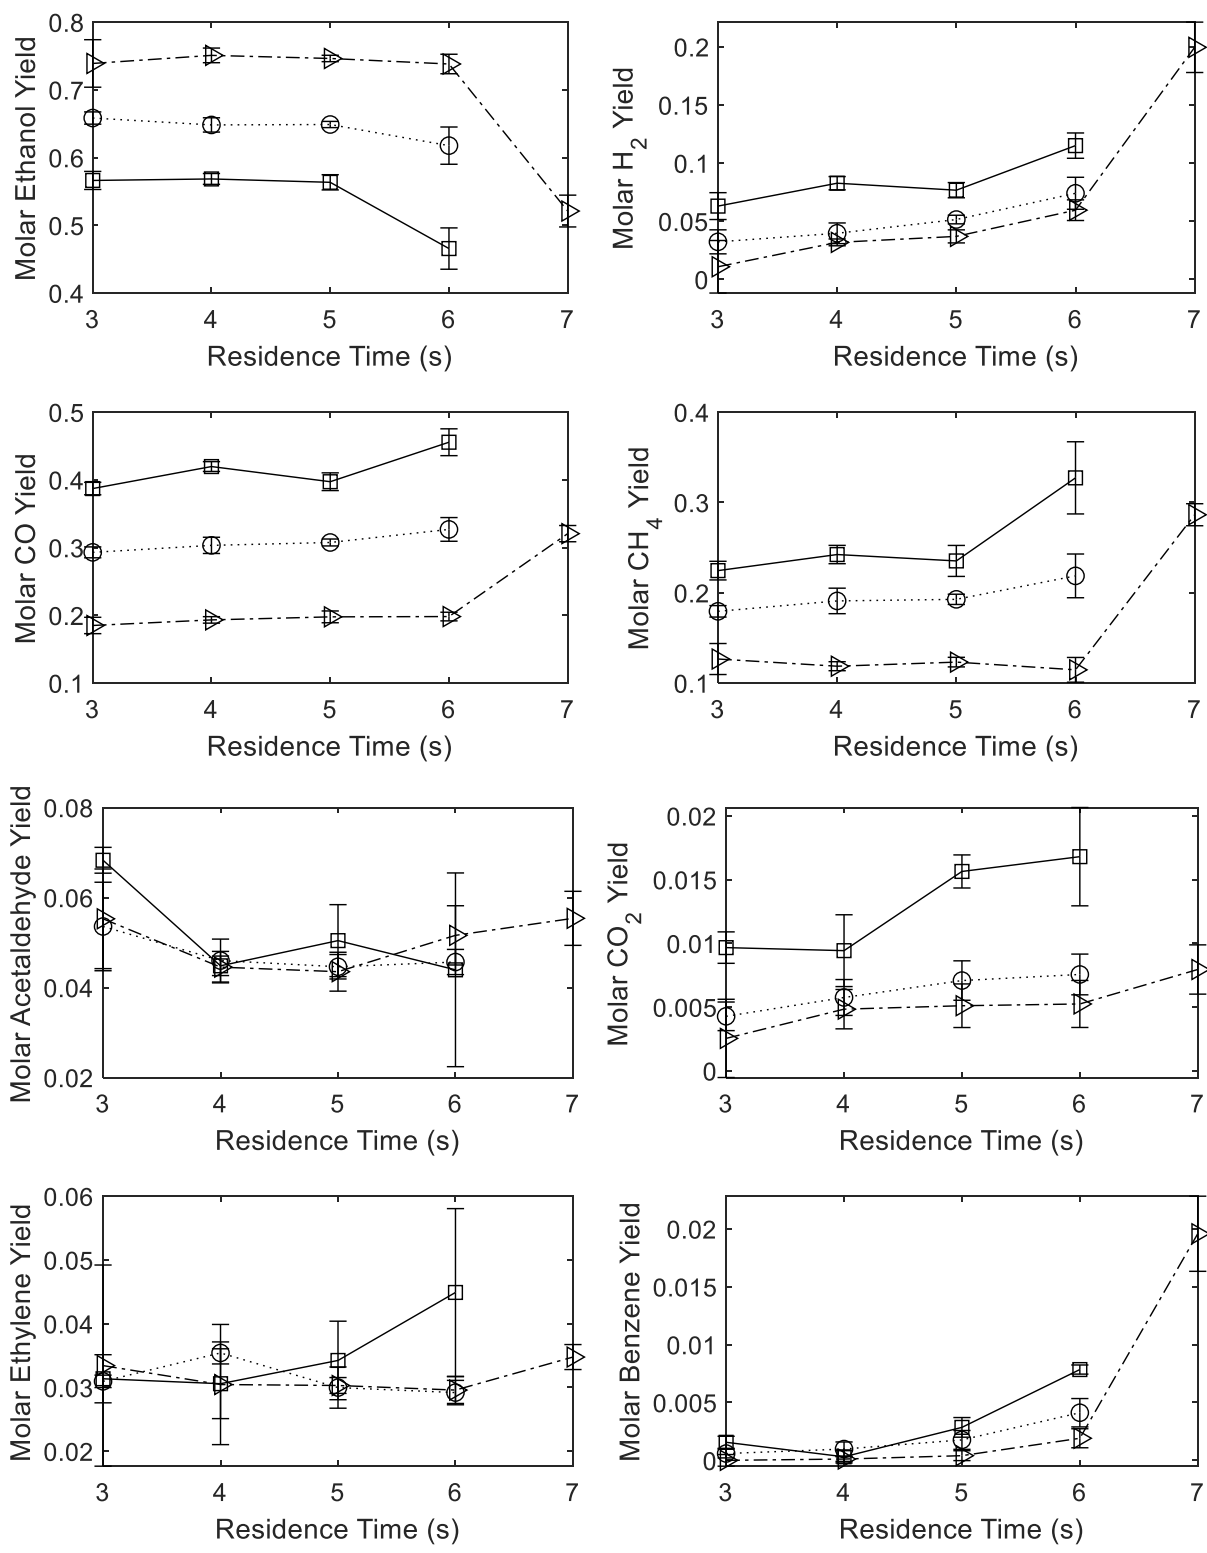 Molar Ethanol Yield
0.8
0.7
0.6
0.5
0.4
3 4 5 6 7
Residence Time (s)
Molar H2 Yield
0.2
0.15
0.1
0.05
0
3 4 5 6 7
Residence Time (s)
Molar CO Yield
0.5
0.4
0.3
0.2
0.1
3 4 5 6 7
Residence Time (s)
Molar CH4 Yield
0.4
0.3
0.2
0.1
3 4 5 6 7
Residence Time (s)
Molar Acetaldehyde Yield
0.08
0.06
0.04
0.02
3 4 5 6 7
Residence Time (s)
Molar CO2 Yield
0.02
0.015
0.01
0.005
0
3 4 5 6 7
Residence Time (s)
Molar Ethylene Yield
0.06
0.05
0.04
0.03
0.02
3 4 5 6 7
Residence Time (s)
Molar Benzene Yield
0.02
0.015
0.01
0.005
0
3 4 5 6 7
Residence Time (s)